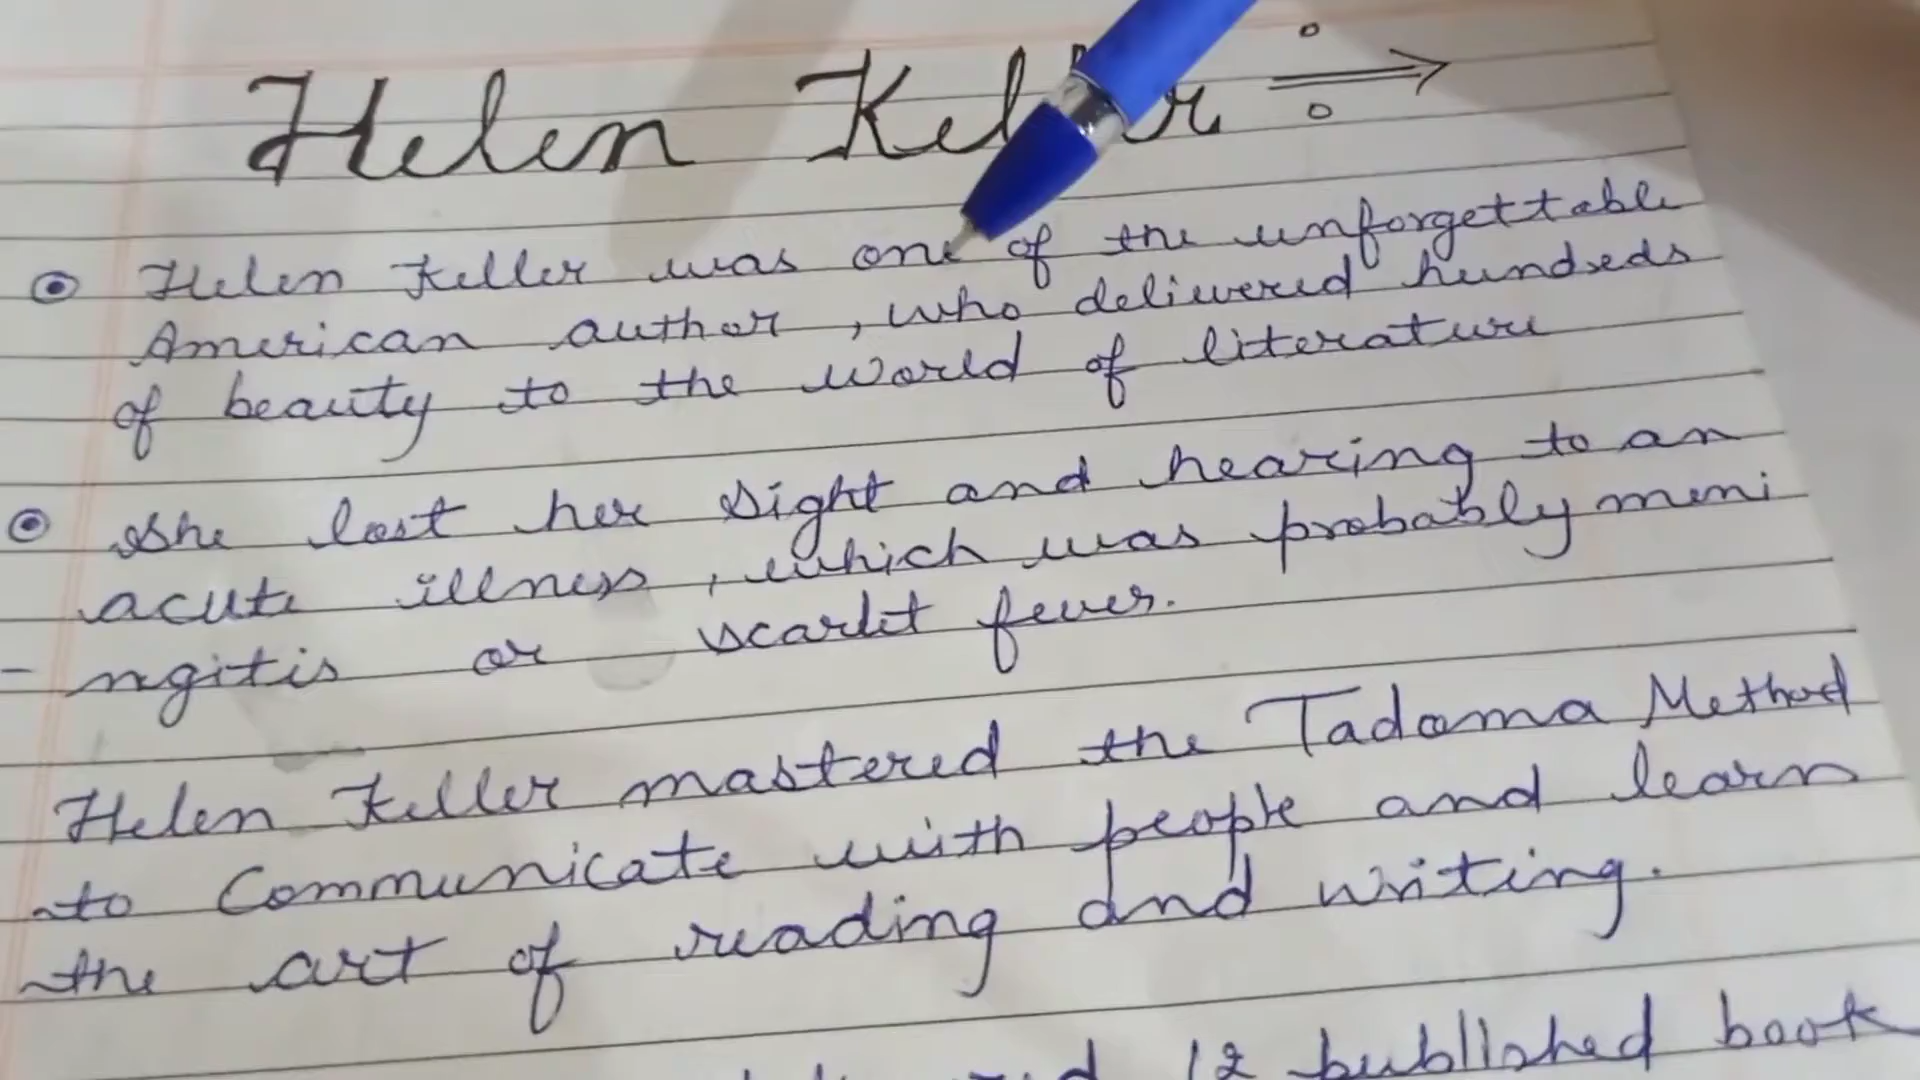 Helen Keller
Helen Keller was one of the unforgettable
American author, who delivered hundseds
of beauty to the world of literature
She lost her sight and hearing to an
acute illness, which was probably meni
- ngitis or scarlet fever.
Helen Keller mastered the Tadoma Method
to Communicate with people and learn
the art of reading and writing.
12 published book